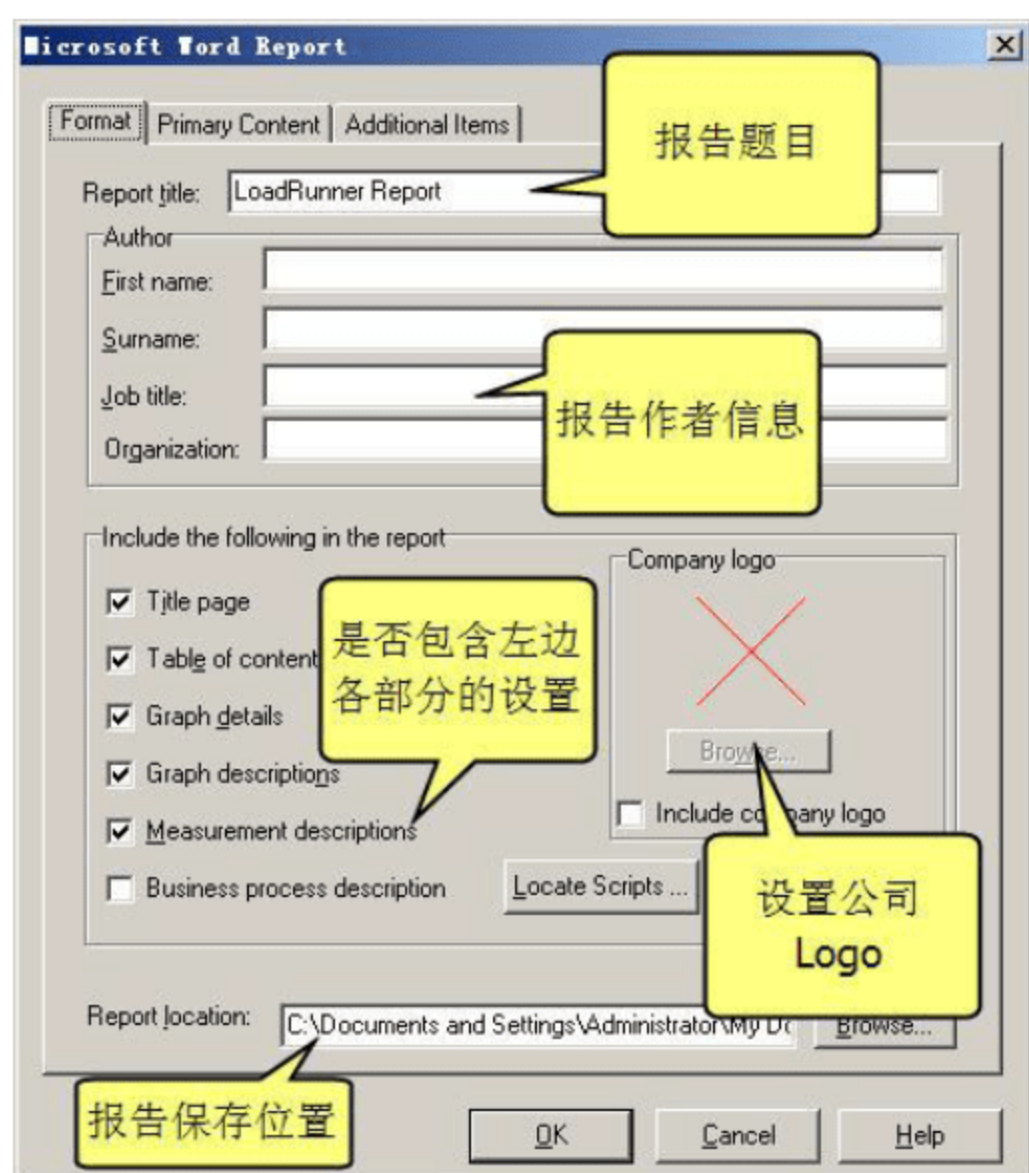 Microsoft Word Report
Format Primary Content Additional Items
报告题目
Report title: LoadRunner Report
Author
First name:
Surname:
Job title:
报告作者信息
Organization:
Include the following in the report
Company logo
Title page
是否包含左边
各部分的设置
Table of content
Graph details
Graph descriptions
Browse...
Measurement descriptions
Include company logo
Business process description
Locate Scripts ...
设置公司
Logo
Report location: C:\Documents and Settings\Administrator\My Dc Browse...
报告保存位置
OK Cancel Help